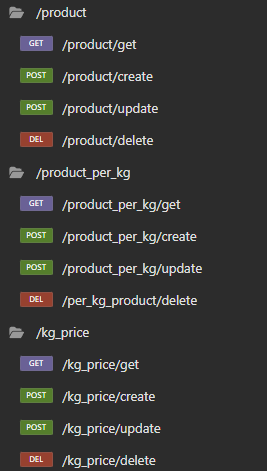 /product
GET /product/get
POST /product/create
POST /product/update
DEL /product/delete
/product_per_kg
GET /product_per_kg/get
POST /product_per_kg/create
POST /product_per_kg/update
DEL /per_kg_product/delete
/kg_price
GET /kg_price/get
POST /kg_price/create
POST /kg_price/update
DEL /kg_price/delete